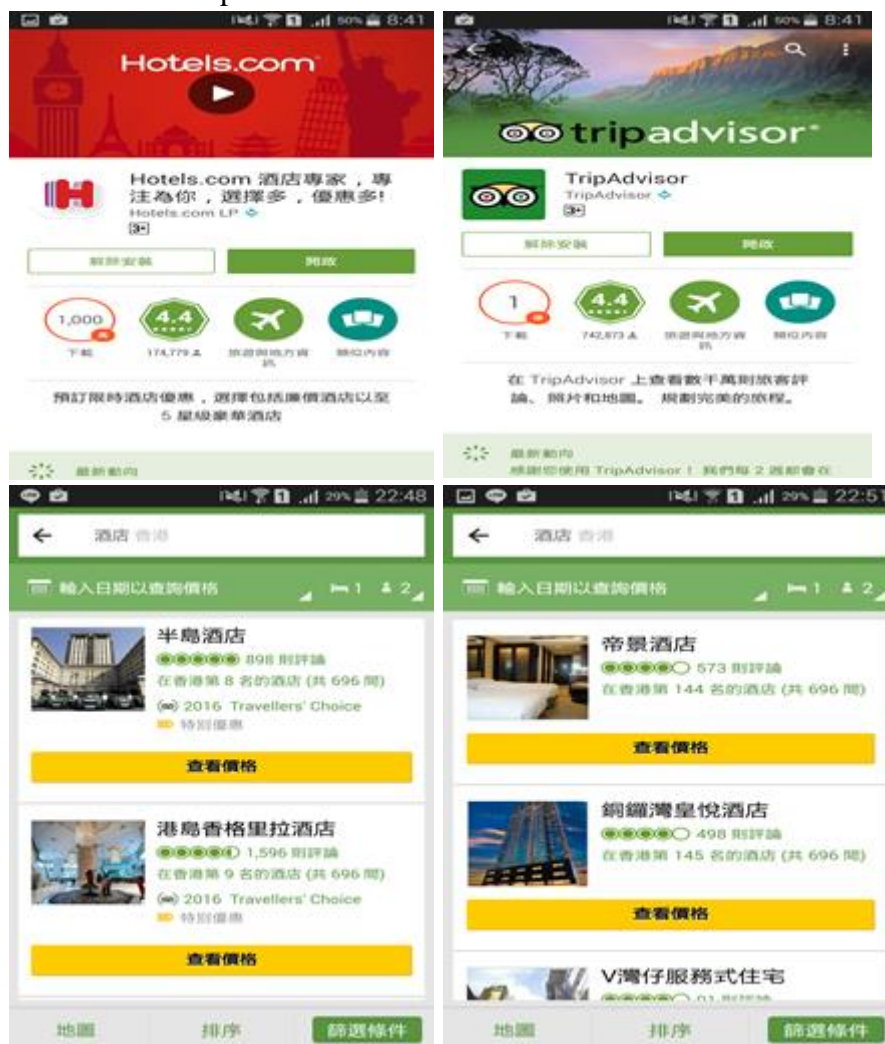 50% 8:41
Hotels.com
Hotels.com 酒店專家，專
注為你，選擇多，優惠多!
Hotels.com LP
3+
解除安裝
開啟
1,000
萬
4.4
下載
174,779
旅遊與地方資
訊
類似內容
預訂限時酒店優惠，選擇包括廉價酒店以至
5 星級豪華酒店
最新動向
50% 8:41
tripadvisor
TripAdvisor
TripAdvisor
3+
解除安裝
開啟
1
4.4
下載
742,873
旅遊與地方資
訊
類似內容
在 TripAdvisor 上查看數千萬則旅客評
論、照片和地圖。 規劃完美的旅程。
最新動向
感謝您使用 TripAdvisor！我們每 2 週都會在
29% 22:48
酒店 香港
輸入日期以查詢價格
1
2
半島酒店
898 則評論
在香港第 8 名的酒店 (共 696 間)
2016 Travellers' Choice
特別優惠
查看價格
港島香格里拉酒店
1,596 則評論
在香港第 9 名的酒店 (共 696 間)
2016 Travellers' Choice
特別優惠
查看價格
地圖
排序
篩選條件
29% 22:51
酒店 香港
輸入日期以查詢價格
1
2
帝景酒店
573 則評論
在香港第 144 名的酒店 (共 696 間)
查看價格
銅鑼灣皇悅酒店
498 則評論
在香港第 145 名的酒店 (共 696 間)
查看價格
V灣仔服務式住宅
91 則評論
地圖
排序
篩選條件